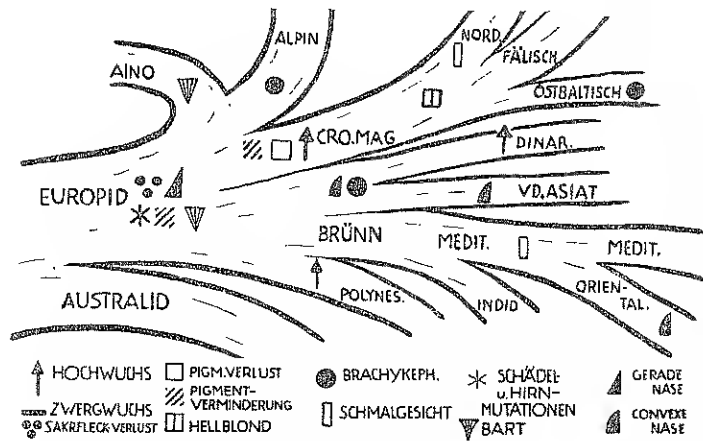 ALPIN
NORD.
FÄLISCH
AINO
OSTBALTISCH
CRO.MAG
DINAR.
EUROPID
VD.ASIAT
BRÜNN
MEDIT.
MEDIT.
AUSTRALID
POLYNES.
INDID
ORIEN-
TAL.
HOCHWUCHS
ZWERGWUCHS
SAKRFLECK-VERLUST
PIGM.VERLUST
PIGMENT-
VERMINDERUNG
HELLBLOND
BRACHYKEPH.
SCHMALGESICHT
SCHÄDEL-
u.HIRN-
MUTATIONEN
BART
GERADE
NASE
CONVEXE
NASE